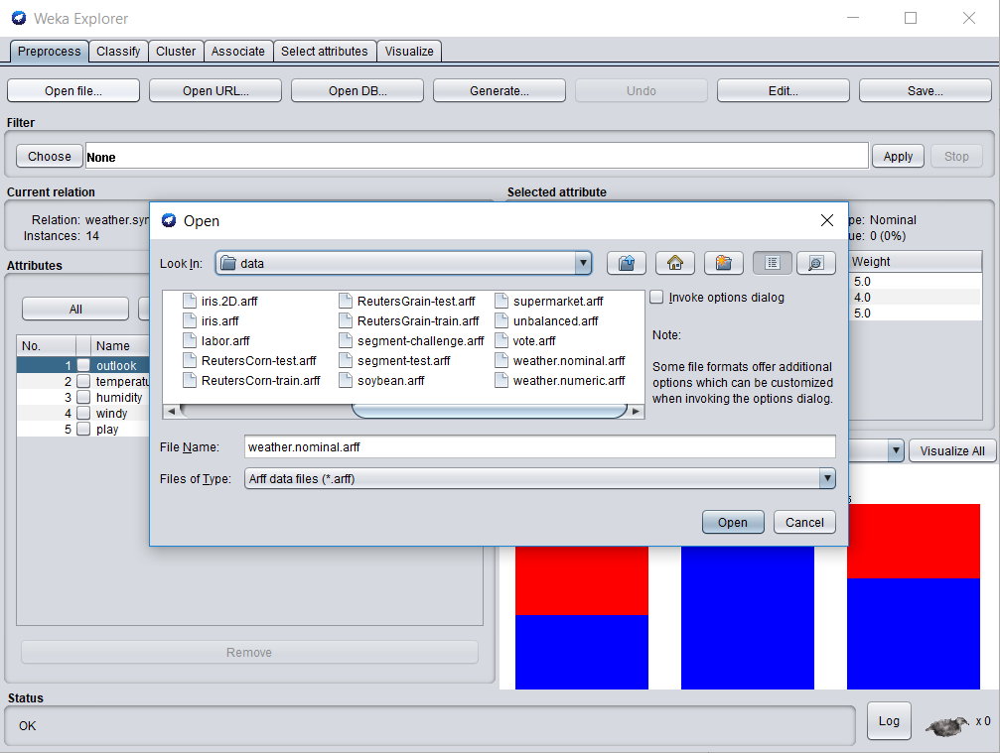 Weka Explorer
Preprocess Classify Cluster Associate Select attributes Visualize
Open file... Open URL... Open DB... Generate... Undo Edit... Save...
Filter
Choose None Apply Stop
Current relation
Relation: weather.syn
Instances: 14
Selected attribute
pe: Nominal
ue: 0 (0%)
Attributes
All
No. Name
1 outlook
2 temperatu
3 humidity
4 windy
5 play
Remove
Weight
5.0
4.0
5.0
Visualize All
Open
Look In: data
iris.2D.arff
iris.arff
labor.arff
ReutersCorn-test.arff
ReutersCorn-train.arff
ReutersGrain-test.arff
ReutersGrain-train.arff
segment-challenge.arff
segment-test.arff
soybean.arff
supermarket.arff
unbalanced.arff
vote.arff
weather.nominal.arff
weather.numeric.arff
Invoke options dialog
Note:
Some file formats offer additional
options which can be customized
when invoking the options dialog.
File Name: weather.nominal.arff
Files of Type: Arff data files (*.arff)
Open Cancel
Status
OK
Log
x 0